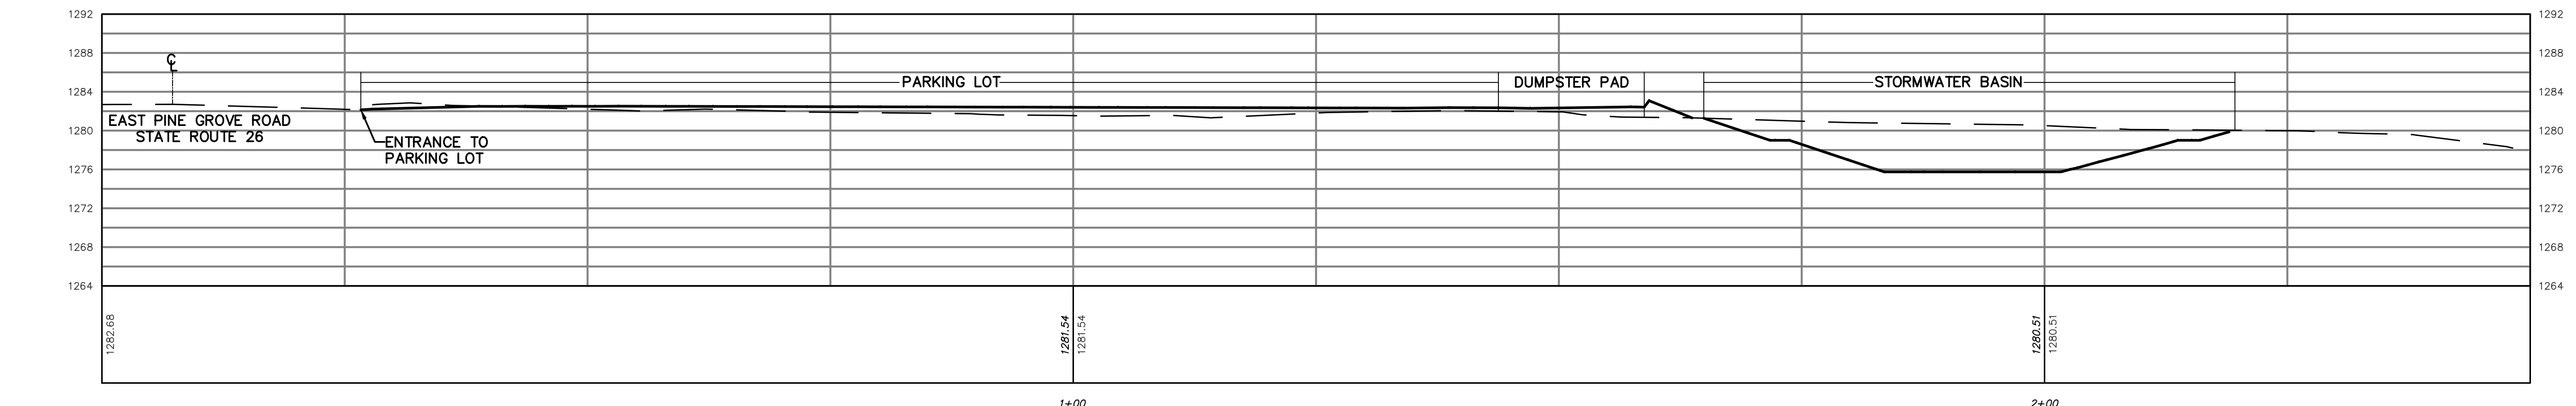 1292 1292
1288 1288
℄
1284 PARKING LOT DUMPSTER PAD STORMWATER BASIN 1284
EAST PINE GROVE ROAD
STATE ROUTE 26
1280 1280
ENTRANCE TO
PARKING LOT
1276 1276
1272 1272
1268 1268
1264 1264
1282.68
1281.54
1281.54
1280.51
1280.51
1+00 2+00